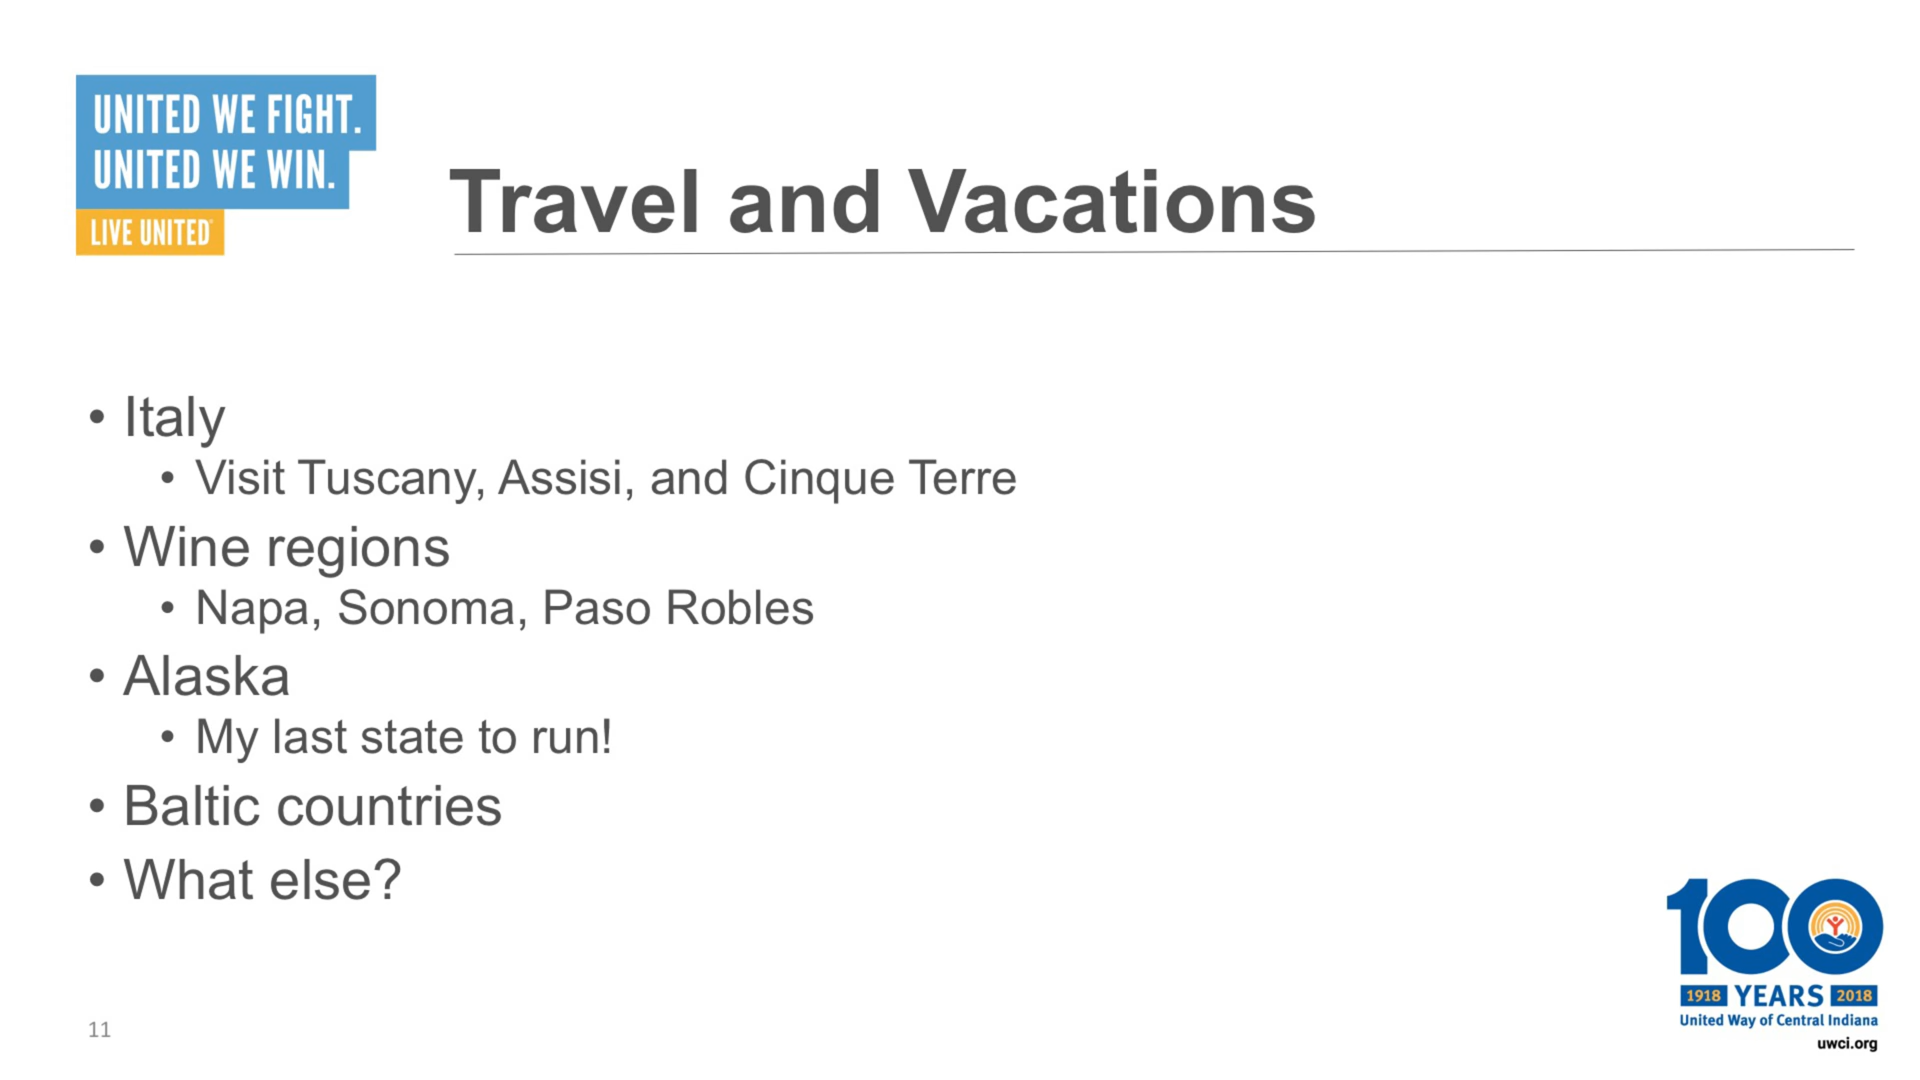 UNITED WE FIGHT.
UNITED WE WIN.
LIVE UNITED
Travel and Vacations
• Italy
• Visit Tuscany, Assisi, and Cinque Terre
• Wine regions
• Napa, Sonoma, Paso Robles
• Alaska
• My last state to run!
• Baltic countries
• What else?
100
1918 YEARS 2018
United Way of Central Indiana
uwci.org
11